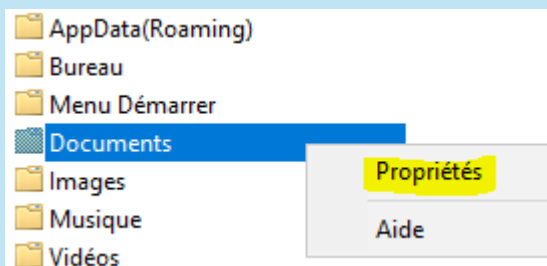 AppData(Roaming)
Bureau
Menu Démarrer
Documents
Images
Musique
Vidéos
Propriétés
Aide